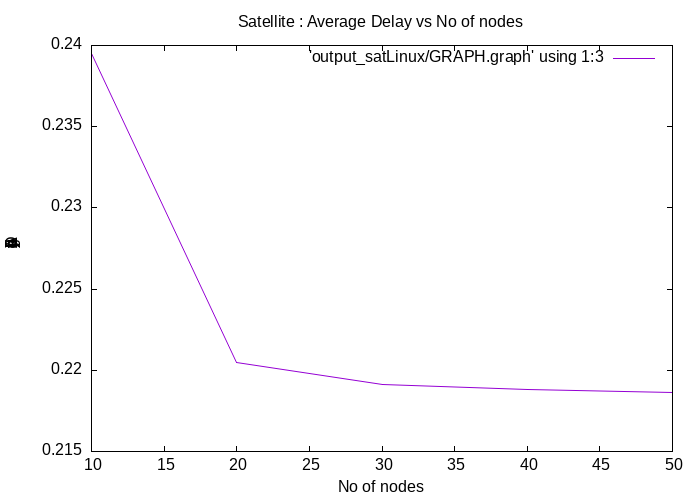 Satellite : Average Delay vs No of nodes
'output_satLinux/GRAPH.graph' using 1:3
0.24
0.235
0.23
0.225
0.22
0.215
10 15 20 25 30 35 40 45 50
No of nodes